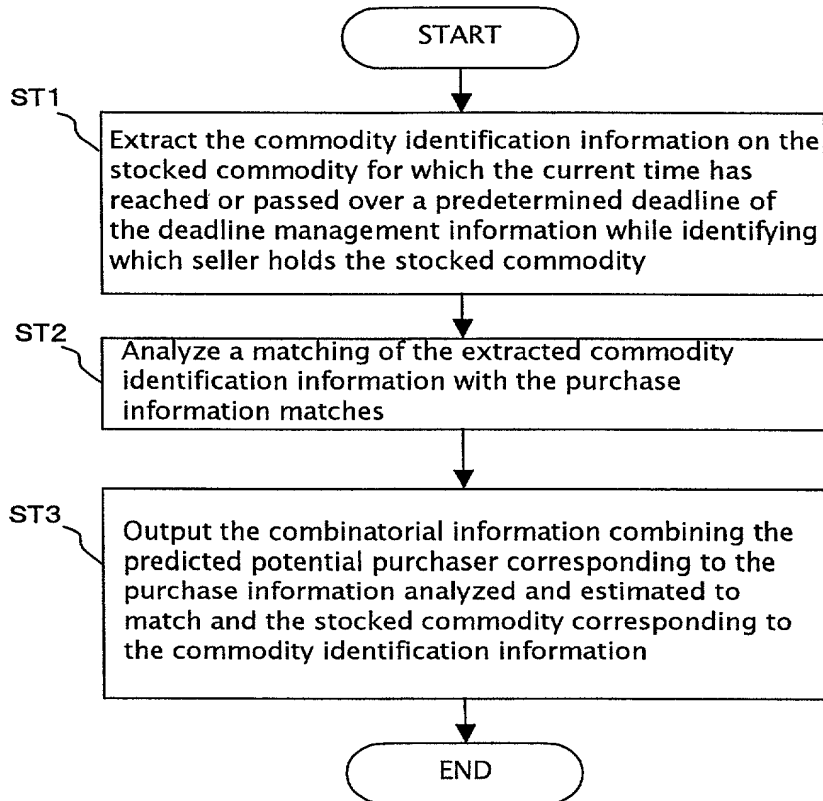 START
ST1
Extract the commodity identification information on the
stocked commodity for which the current time has
reached or passed over a predetermined deadline of
the deadline management information while identifying
which seller holds the stocked commodity
ST2
Analyze a matching of the extracted commodity
identification information with the purchase
information matches
ST3
Output the combinatorial information combining the
predicted potential purchaser corresponding to the
purchase information analyzed and estimated to
match and the stocked commodity corresponding to
the commodity identification information
END